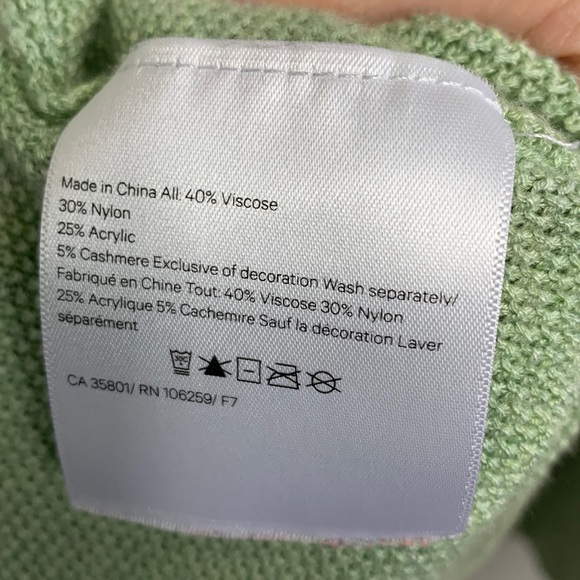 Made in China All: 40% Viscose
30% Nylon
25% Acrylic
5% Cashmere Exclusive of decoration Wash separately/
Fabriqué en Chine Tout: 40% Viscose 30% Nylon
25% Acrylique 5% Cachemire Sauf la décoration Laver
séparément
30C
CA 35801/ RN 106259/ F7